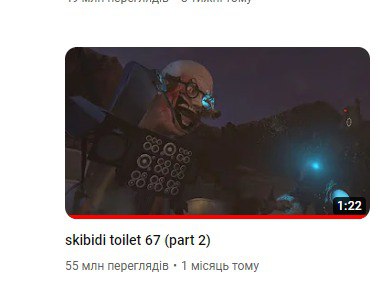 1:22
skibidi toilet 67 (part 2)
55 млн переглядів • 1 місяць тому